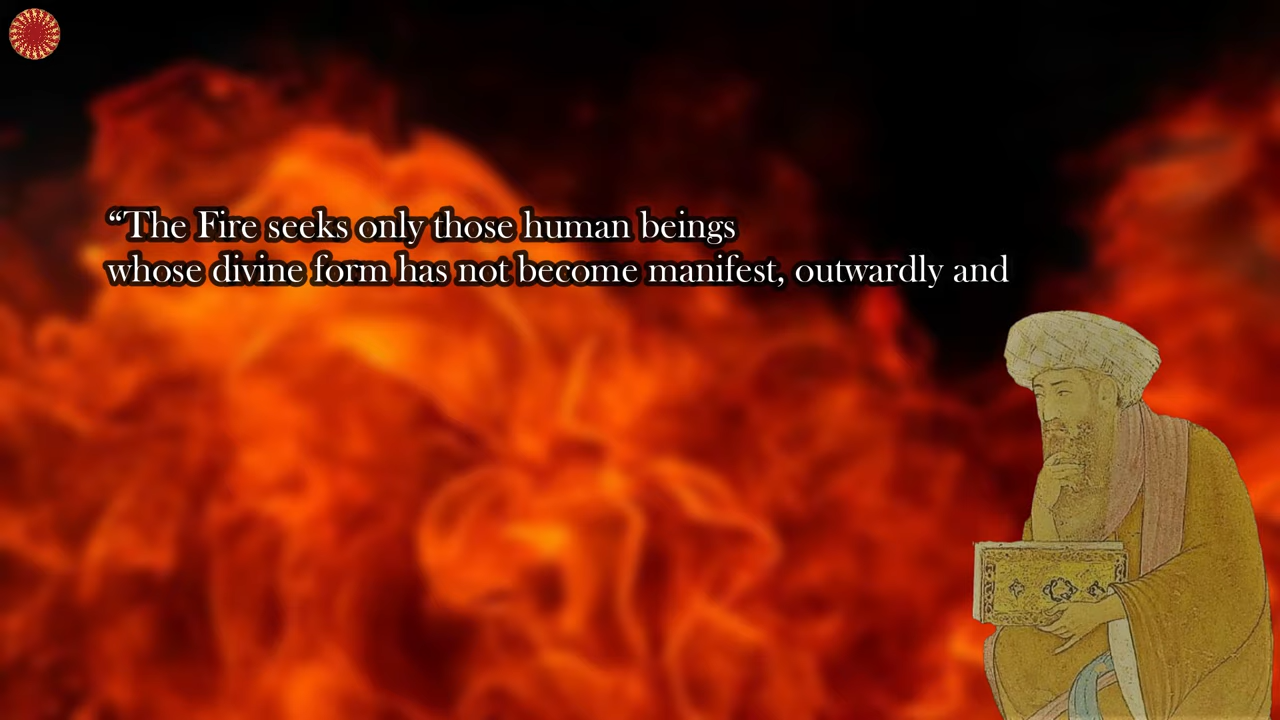 “The Fire seeks only those human beings
whose divine form has not become manifest, outwardly and